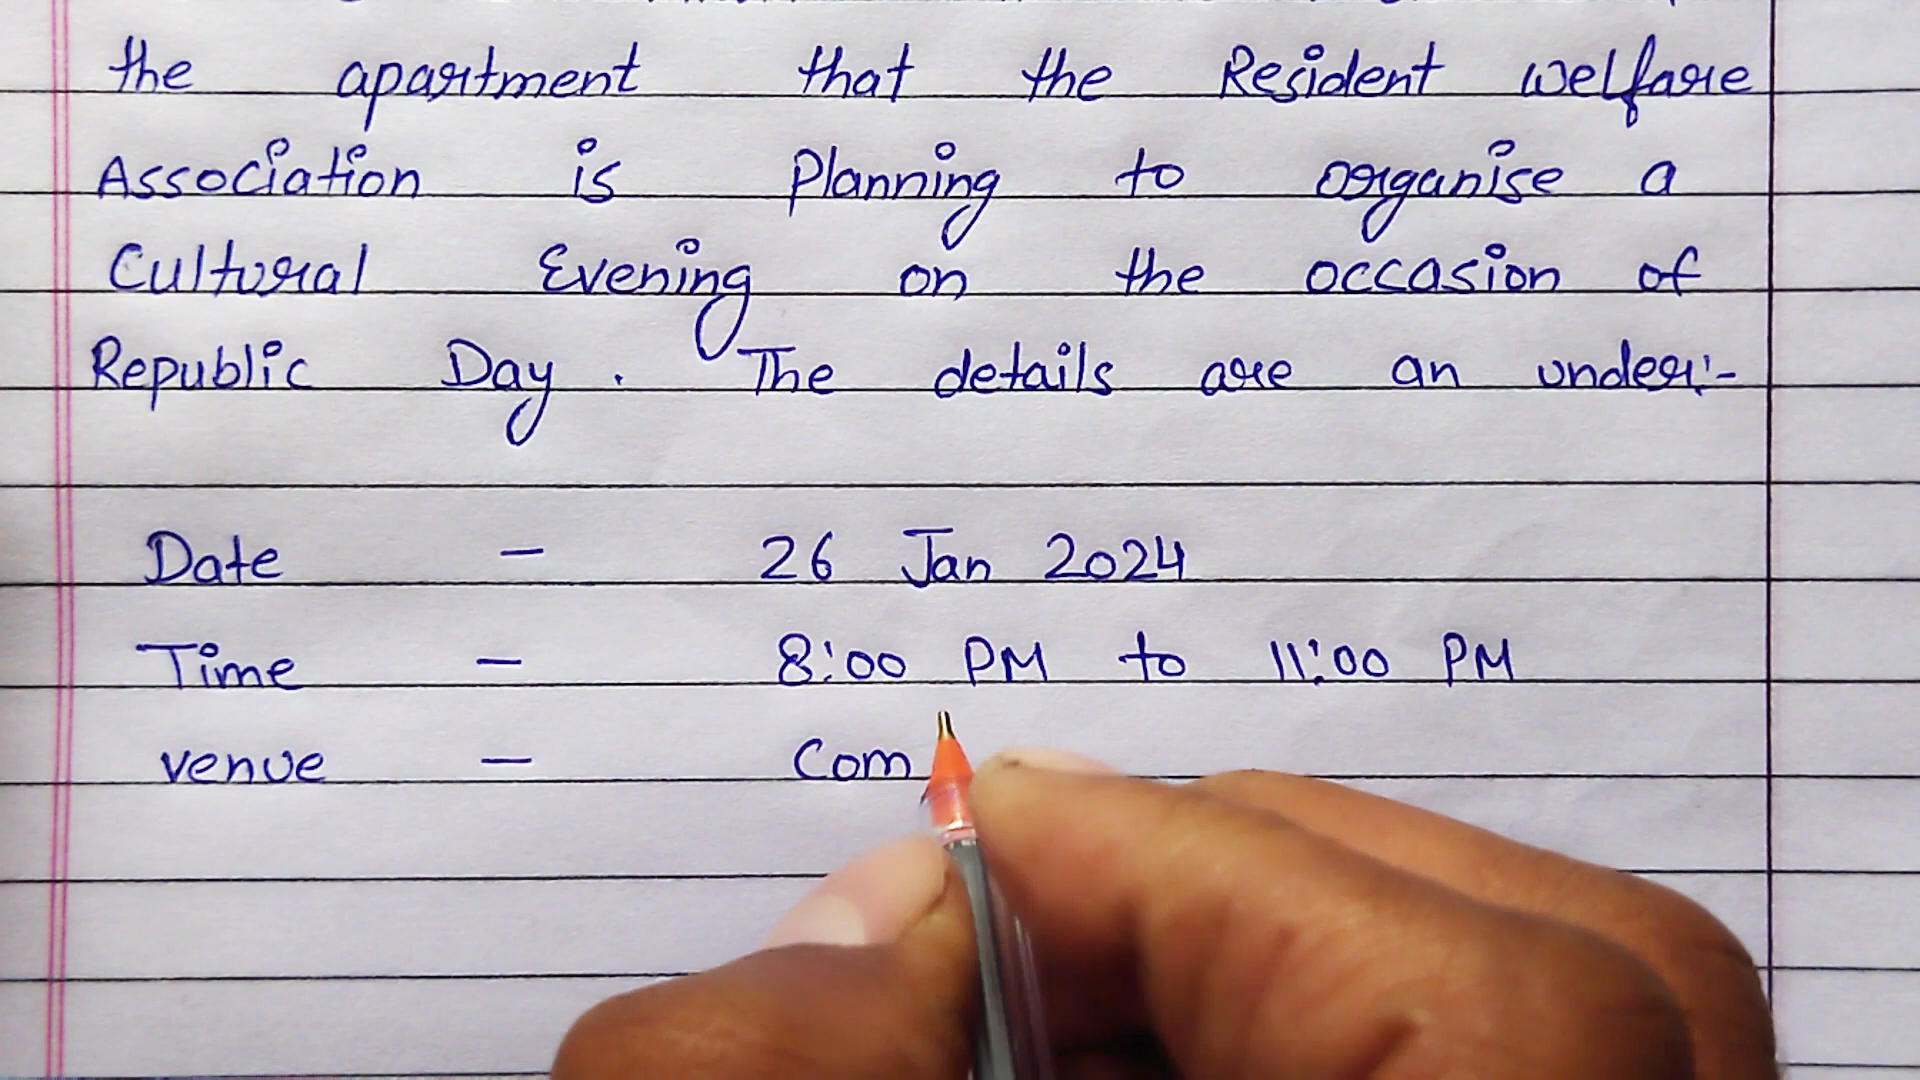 the apartment that the Resident welfare
Association is Planning to organise a
Cultural Evening on the occasion of
Republic Day. The details are an under:-
Date - 26 Jan 2024
Time - 8:00 PM to 11:00 PM
venue - Com